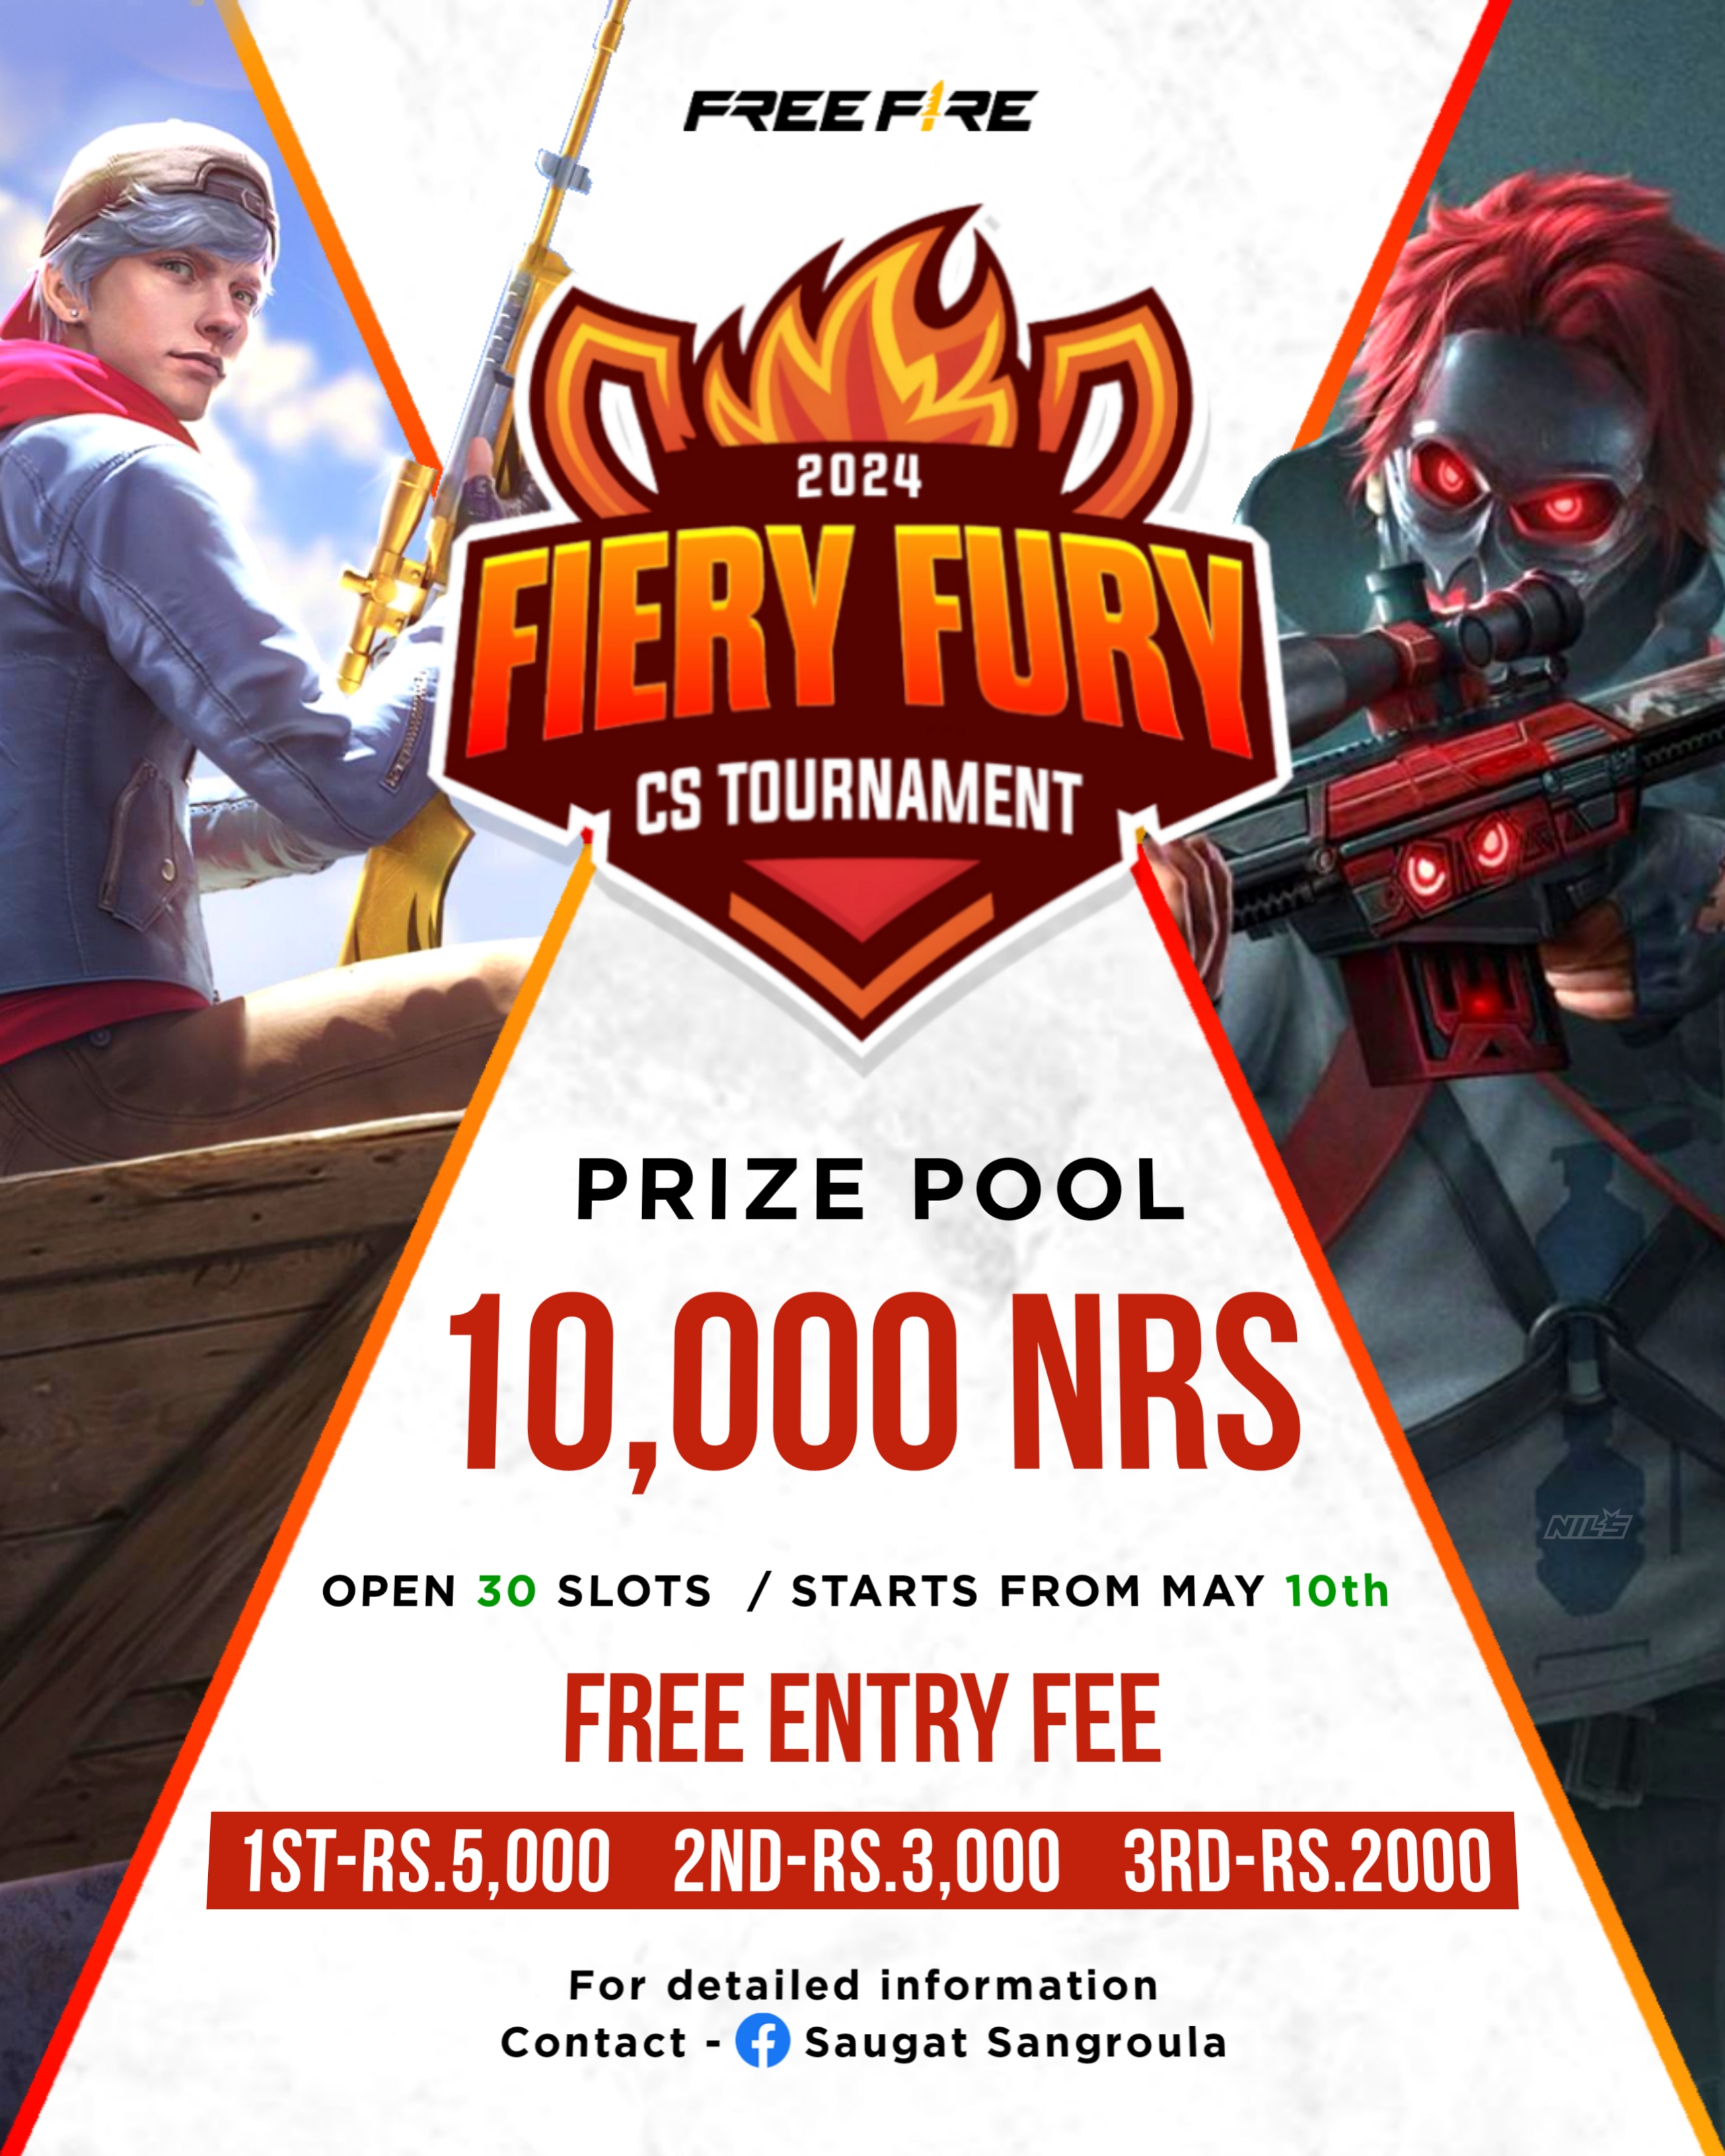 FREE FIRE
2024
FIERY FURY
CS TOURNAMENT
PRIZE POOL
10,000 NRS
OPEN 30 SLOTS / STARTS FROM MAY 10th
FREE ENTRY FEE
1ST-RS.5,000 2ND-RS.3,000 3RD-RS.2000
For detailed information
Contact - Saugat Sangroula
NIL'S